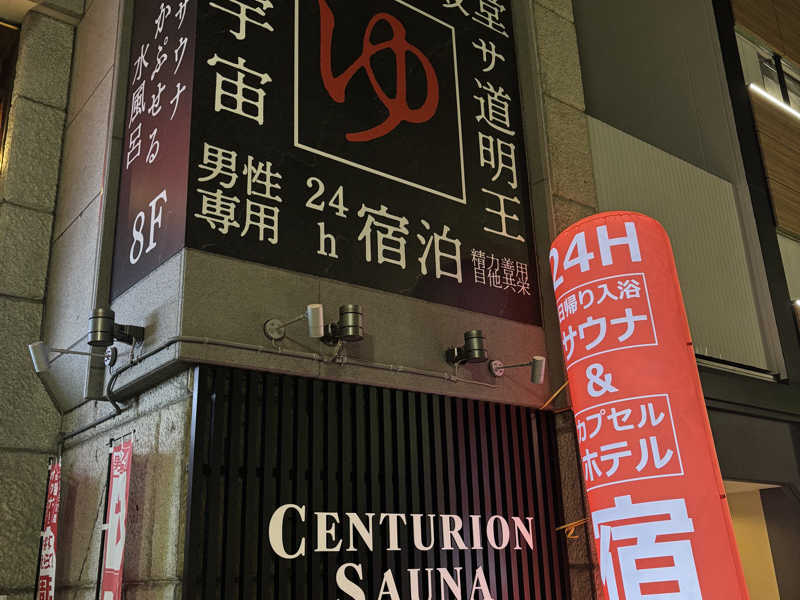 サウナ
かぷせる
水風呂
8F
宇宙
ゆ
堂サ道明王
男性
専用
24h
宿泊
精力善用
自他共栄
24H
日帰り入浴
サウナ
&
カプセル
ホテル
宿
CENTURION
SAUNA